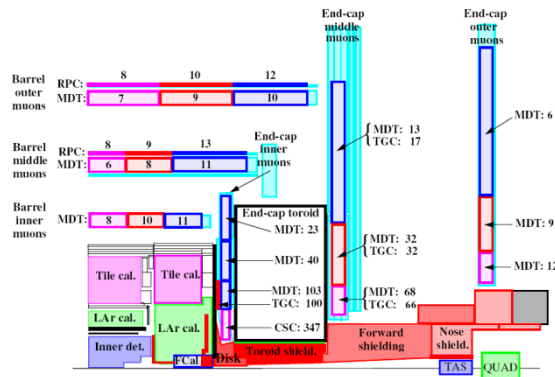 End-cap
middle
muons
End-cap
outer
muons
Barrel
outer
muons
8 10 12
RPC:
MDT: 7 9 10
MDT: 6
MDT: 13
TGC: 17
Barrel
middle
muons
8 9 13
RPC:
MDT: 6 8 11
End-cap
inner
muons
Barrel
inner
muons
MDT: 8 10 11
End-cap toroid
MDT: 23
MDT: 40
MDT: 103
TGC: 100
CSC: 347
MDT: 32
TGC: 32
MDT: 9
MDT: 12
MDT: 68
TGC: 66
Tile cal. Tile cal.
LAr cal. LAr cal.
Inner det.
FCal
Disk
Toroid shield.
Forward
shielding
Nose
shield.
TAS
QUAD